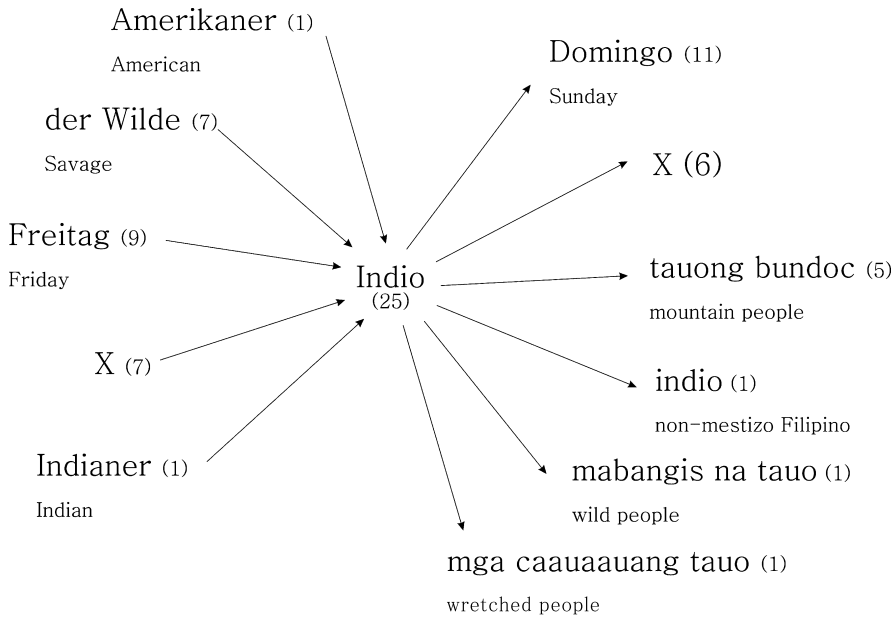 Amerikaner (1)
American
der Wilde (7)
Savage
Freitag (9)
Friday
X (7)
Indianer (1)
Indian
Indio
(25)
Domingo (11)
Sunday
X (6)
tauong bundoc (5)
mountain people
indio (1)
non-mestizo Filipino
mabangis na tauo (1)
wild people
mga caauaauang tauo (1)
wretched people